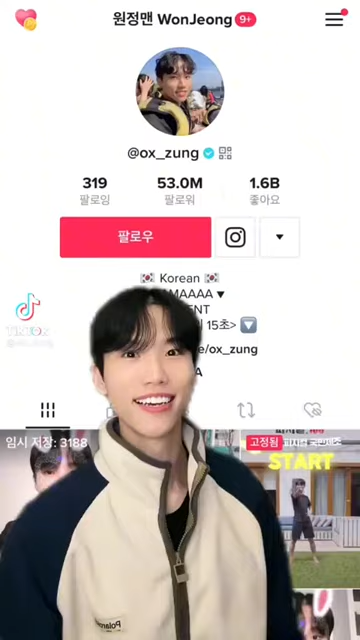 원정맨 WonJeong 9+
@ox_zung
319 53.0M 1.6B
팔로잉 팔로워 좋아요
팔로우
🇰🇷 Korean 🇰🇷
MAAAA ▼
ENT
15초> 🔽
e/ox_zung
A
TikTok
임시 저장: 3188
고정됨
START
Polaris